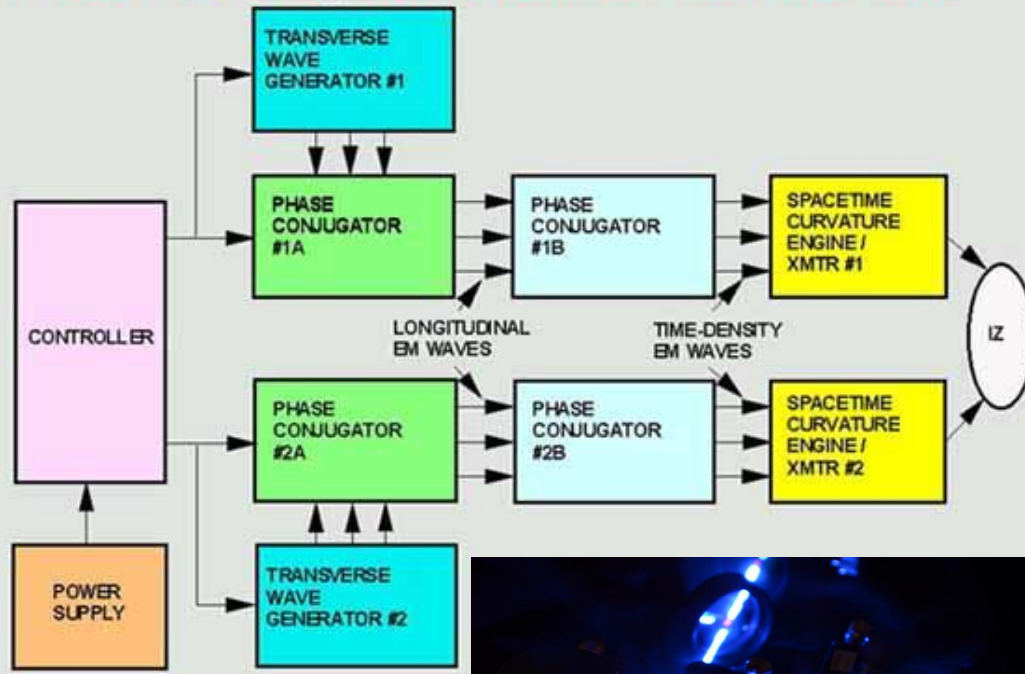 TRANSVERSE
WAVE
GENERATOR #1
PHASE
CONJUGATOR
#1A
PHASE
CONJUGATOR
#1B
SPACETIME
CURVATURE
ENGINE /
XMTR #1
CONTROLLER
LONGITUDINAL
EM WAVES
TIME-DENSITY
EM WAVES
IZ
PHASE
CONJUGATOR
#2A
PHASE
CONJUGATOR
#2B
SPACETIME
CURVATURE
ENGINE /
XMTR #2
POWER
SUPPLY
TRANSVERSE
WAVE
GENERATOR #2